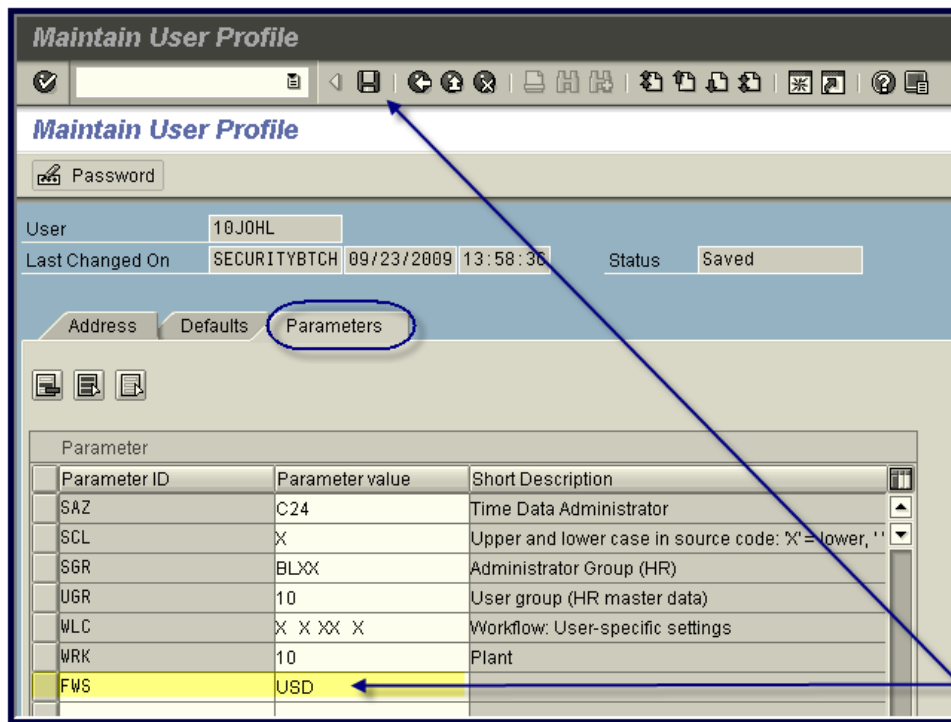 Maintain User Profile
Maintain User Profile
Password
User 10JOHL
Last Changed On SECURITYBTCH 09/23/2009 13:58:30 Status Saved
Address Defaults Parameters
Parameter
Parameter ID Parameter value Short Description
SAZ C24 Time Data Administrator
SCL X Upper and lower case in source code: 'X' = lower, ' '
SGR BLXX Administrator Group (HR)
UGR 10 User group (HR master data)
WLC X X XX X Workflow: User-specific settings
WRK 10 Plant
FWS USD